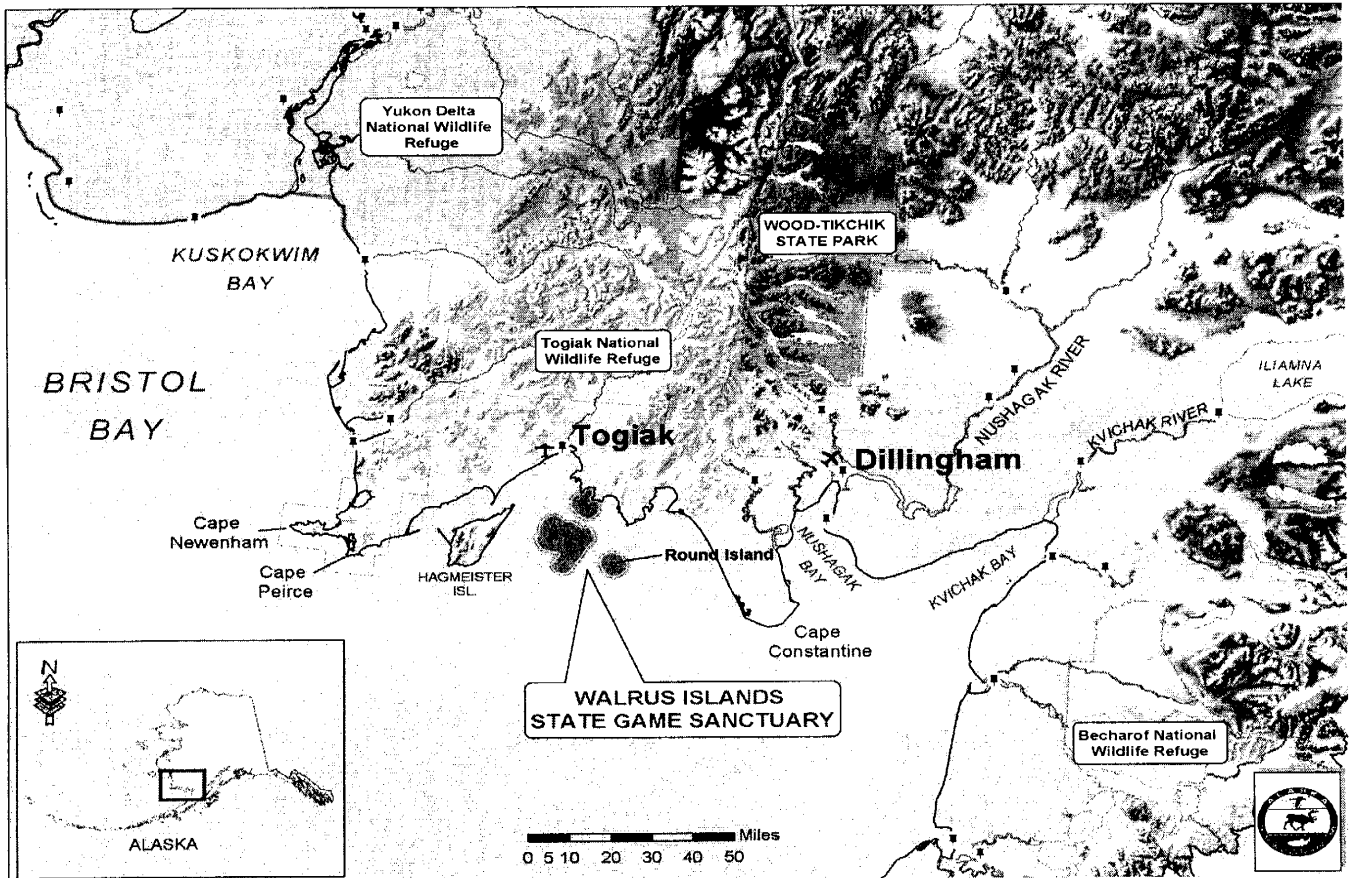 Yukon Delta
National Wildlife
Refuge
WOOD-TIKCHIK
STATE PARK
KUSKOKWIM
BAY
Togiak National
Wildlife Refuge
BRISTOL
BAY
ILIAMNA
LAKE
NUSHAGAK RIVER
KVICHAK RIVER
Togiak
Dillingham
Cape
Newenham
Cape
Peirce
HAGMEISTER
ISL.
Round Island
NUSHAGAK
BAY
KVICHAK BAY
Cape
Constantine
WALRUS ISLANDS
STATE GAME SANCTUARY
Becharof National
Wildlife Refuge
N
ALASKA
Miles
0 5 10 20 30 40 50
ALASKA